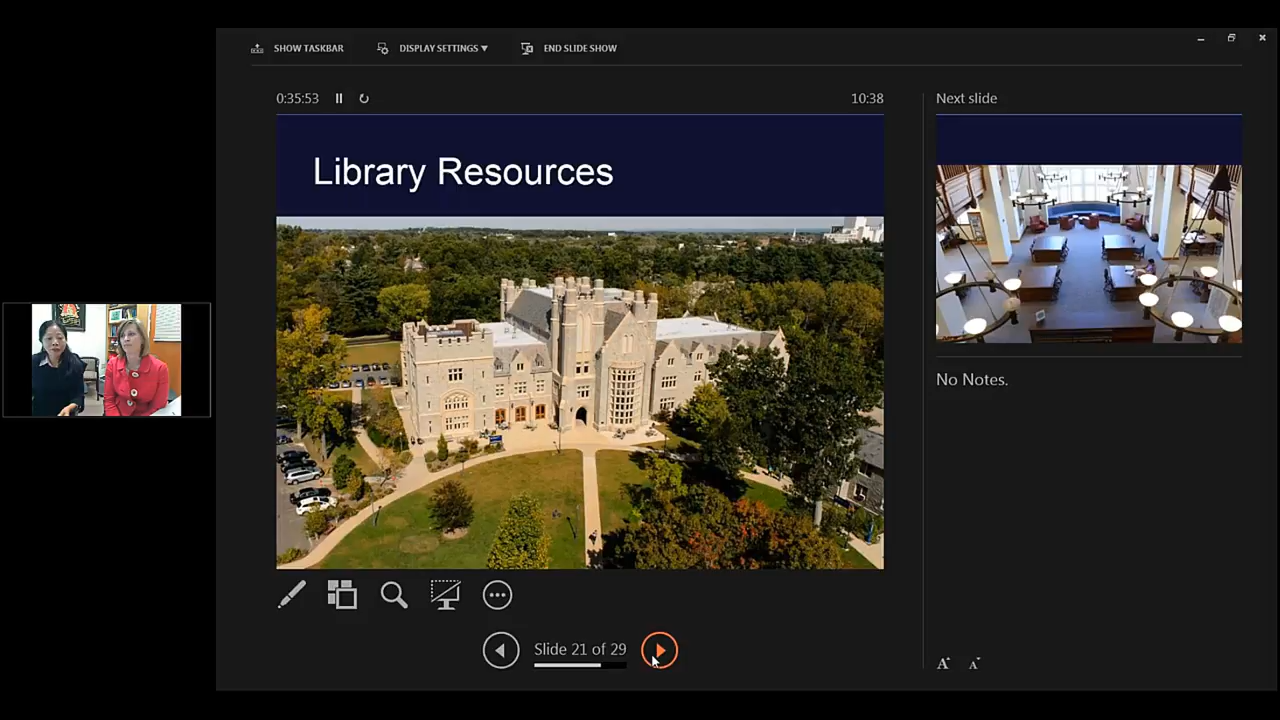 SHOW TASKBAR
DISPLAY SETTINGS ▼
END SLIDE SHOW
0:35:53
10:38
Next slide
Library Resources
No Notes.
Slide 21 of 29
A A